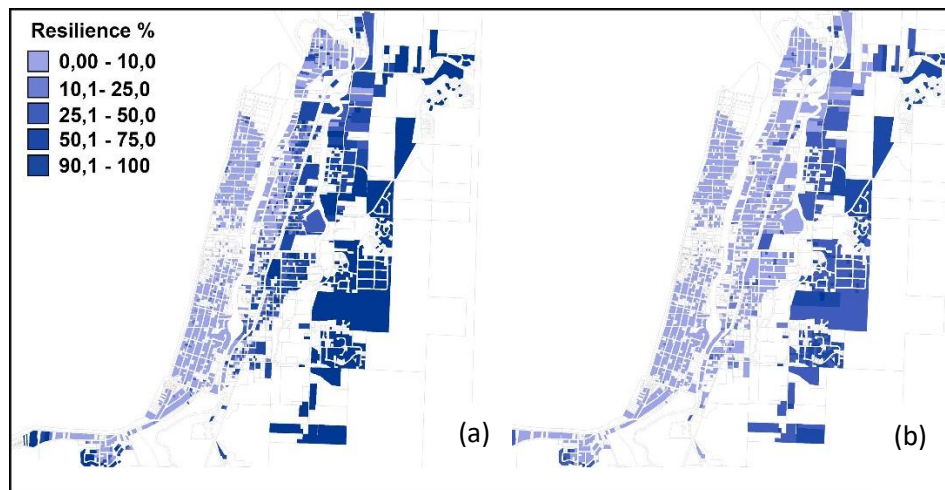 Resilience %
0,00 - 10,0
10,1- 25,0
25,1 - 50,0
50,1 - 75,0
90,1 - 100
(a)
(b)